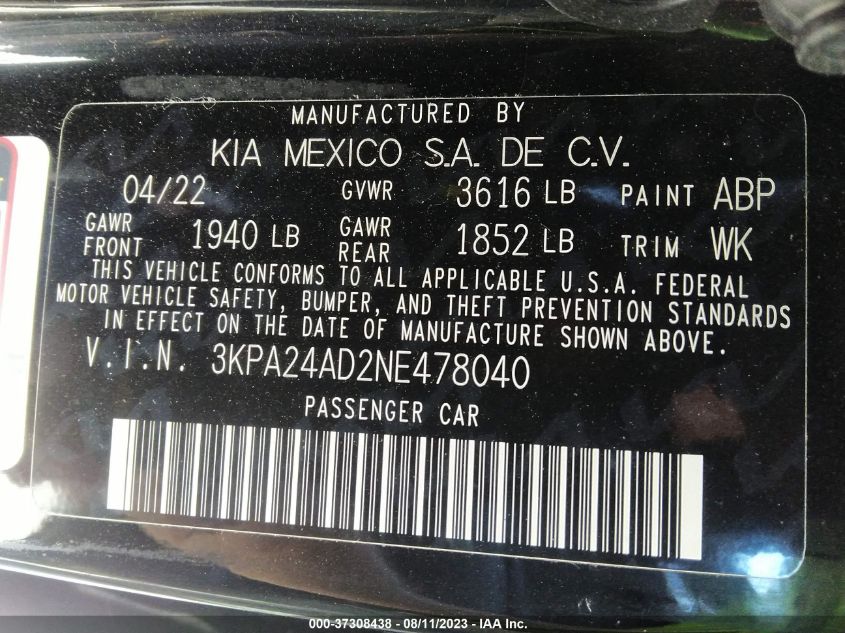 MANUFACTURED BY
KIA MEXICO S.A. DE C.V.
04/22 GVWR 3616 LB PAINT ABP
GAWR FRONT 1940 LB GAWR REAR 1852 LB TRIM WK
THIS VEHICLE CONFORMS TO ALL APPLICABLE U.S.A. FEDERAL
MOTOR VEHICLE SAFETY, BUMPER, AND THEFT PREVENTION STANDARDS
IN EFFECT ON THE DATE OF MANUFACTURE SHOWN ABOVE.
V.I.N. 3KPA24AD2NE478040
PASSENGER CAR
000-37308438 - 08/11/2023 - IAA Inc.